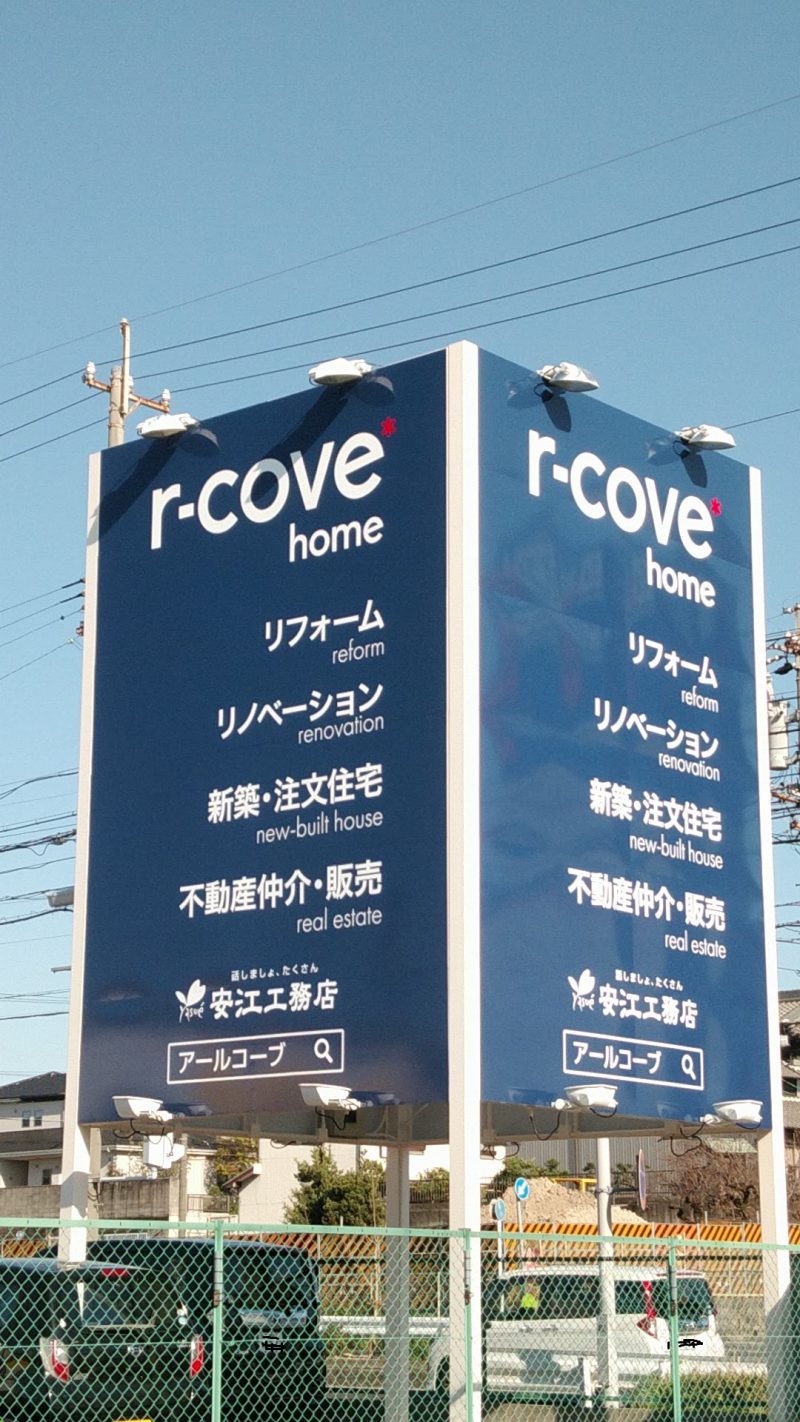 r-cove*
home
リフォーム
reform
リノベーション
renovation
新築・注文住宅
new-built house
不動産仲介・販売
real estate
話しましょ、たくさん
yasué
安江工務店
アールコーブ
r-cove*
home
リフォーム
reform
リノベーション
renovation
新築・注文住宅
new-built house
不動産仲介・販売
real estate
話しましょ、たくさん
yasué
安江工務店
アールコーブ